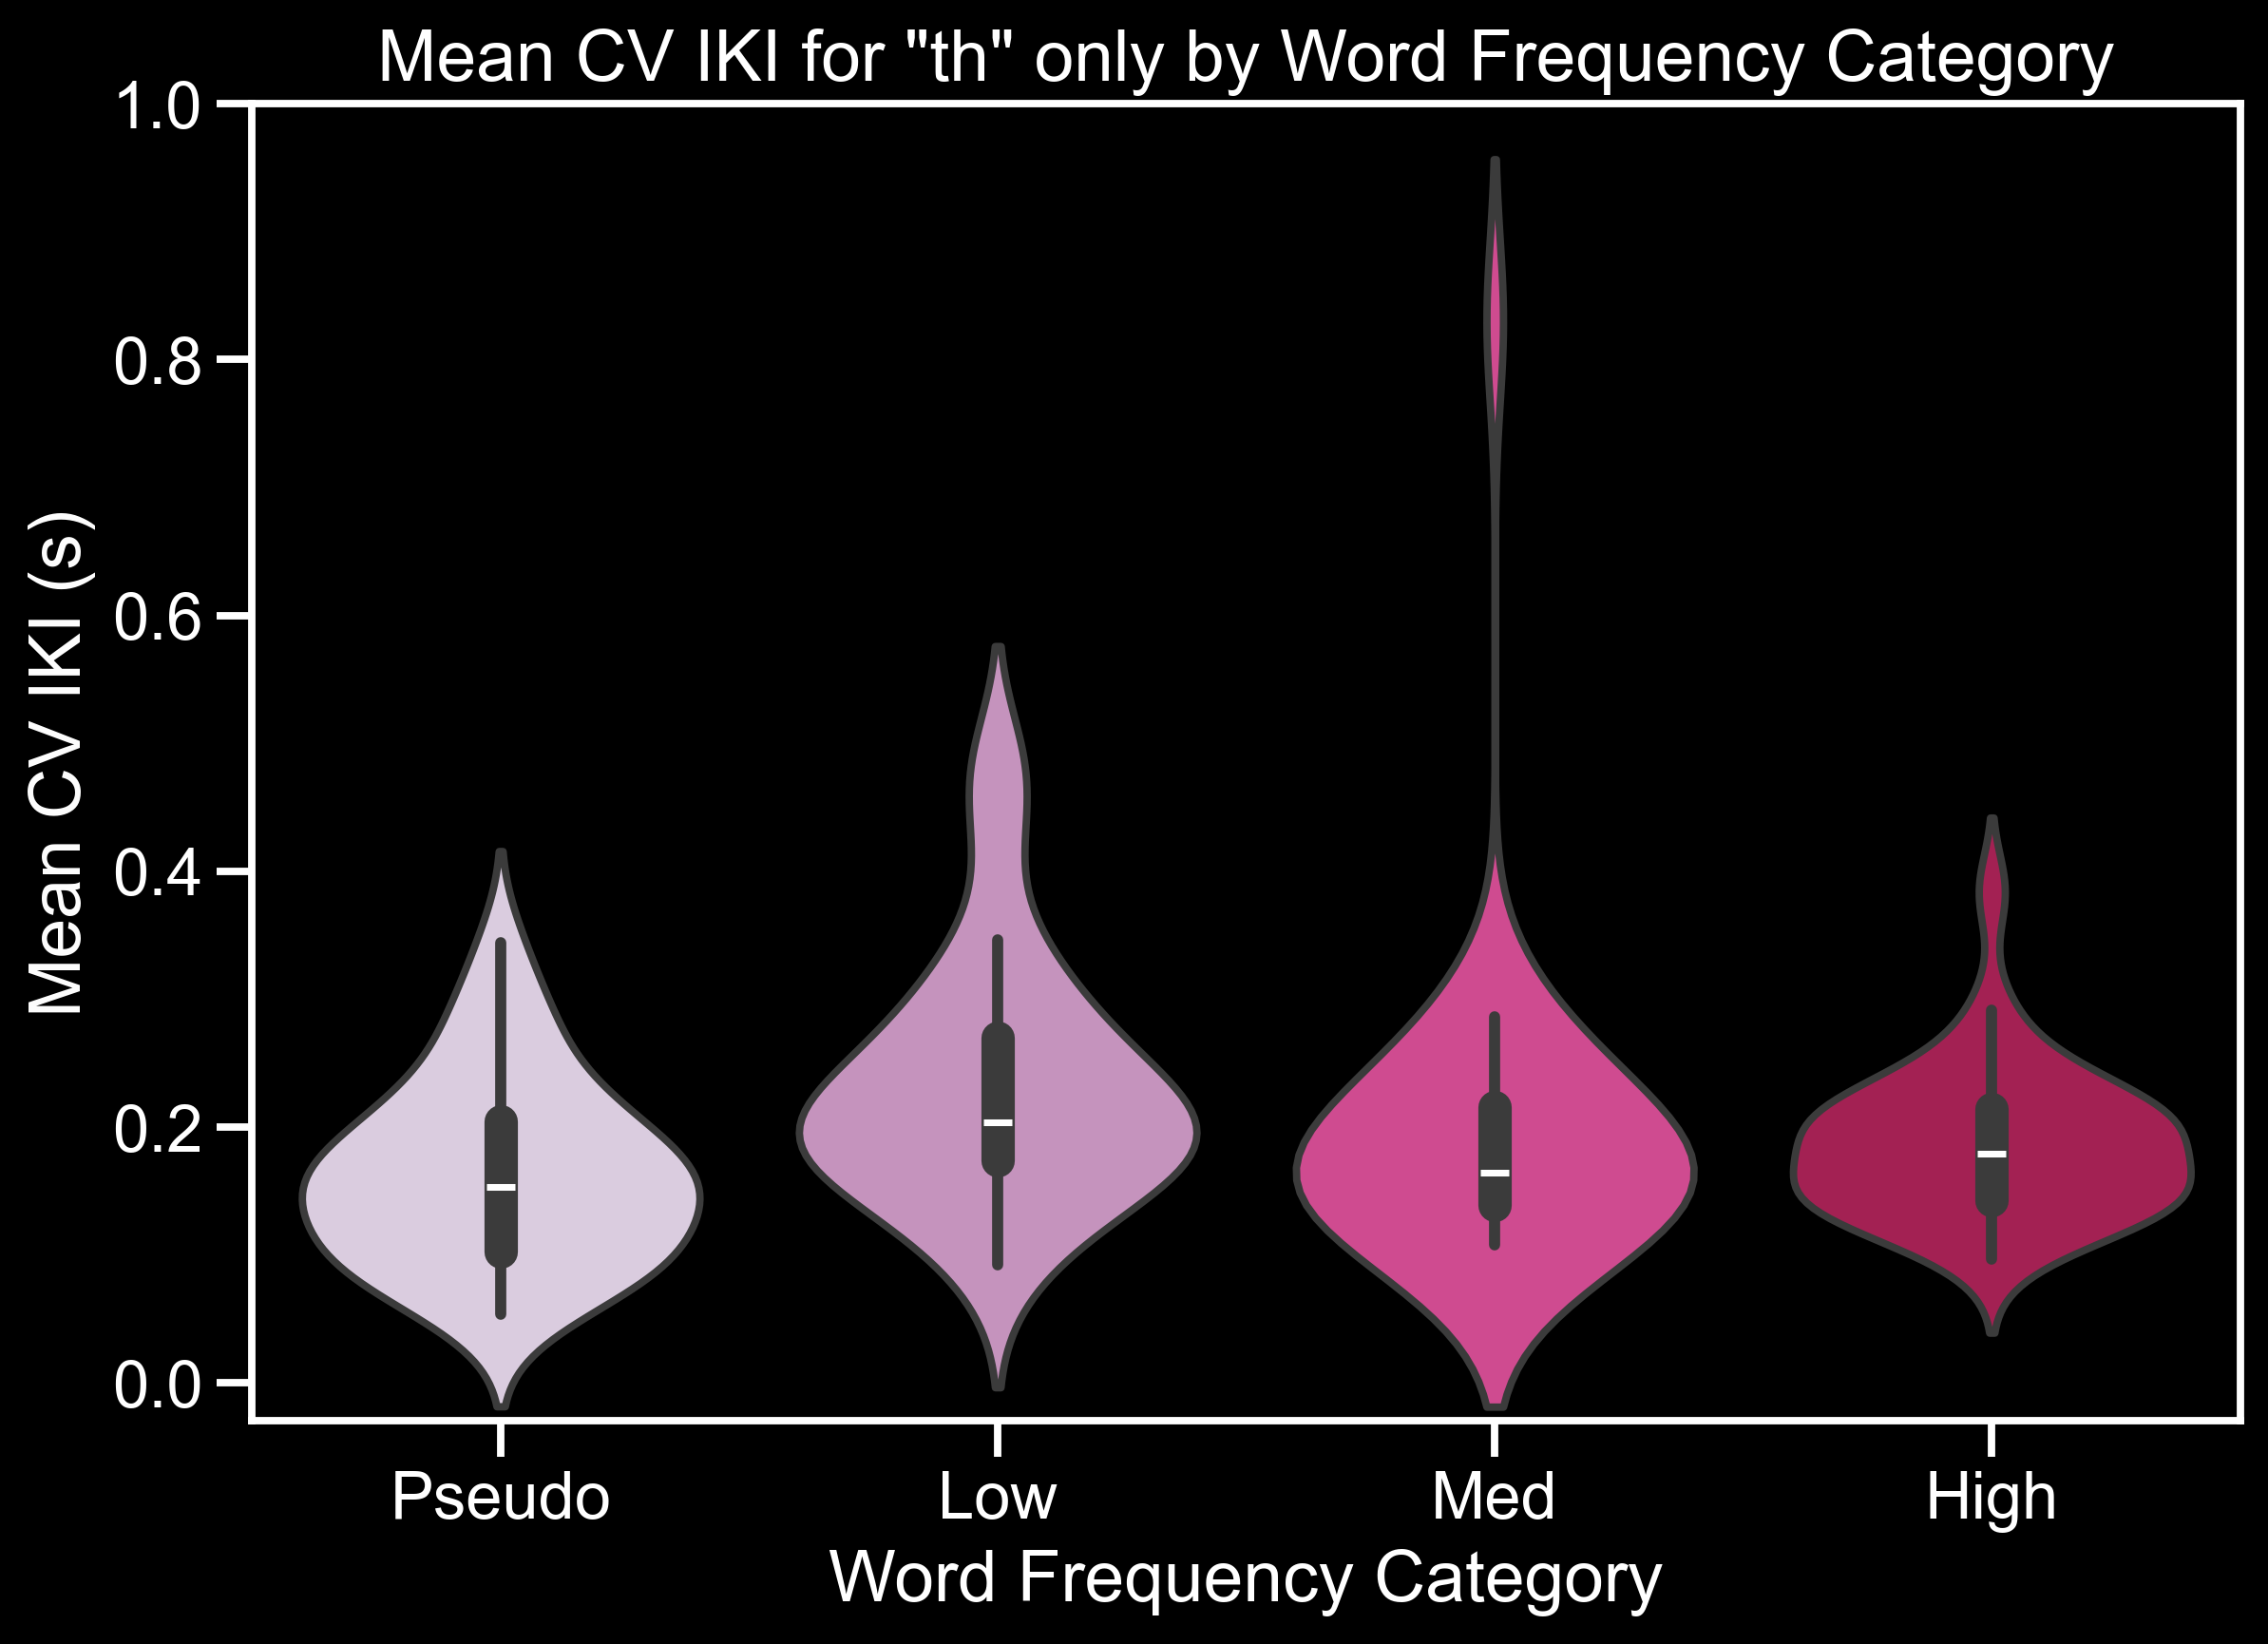 Mean CV IKI for "th" only by Word Frequency Category
1.0
0.8
0.6
0.4
0.2
0.0
Mean CV IKI (s)
Pseudo Low Med High
Word Frequency Category